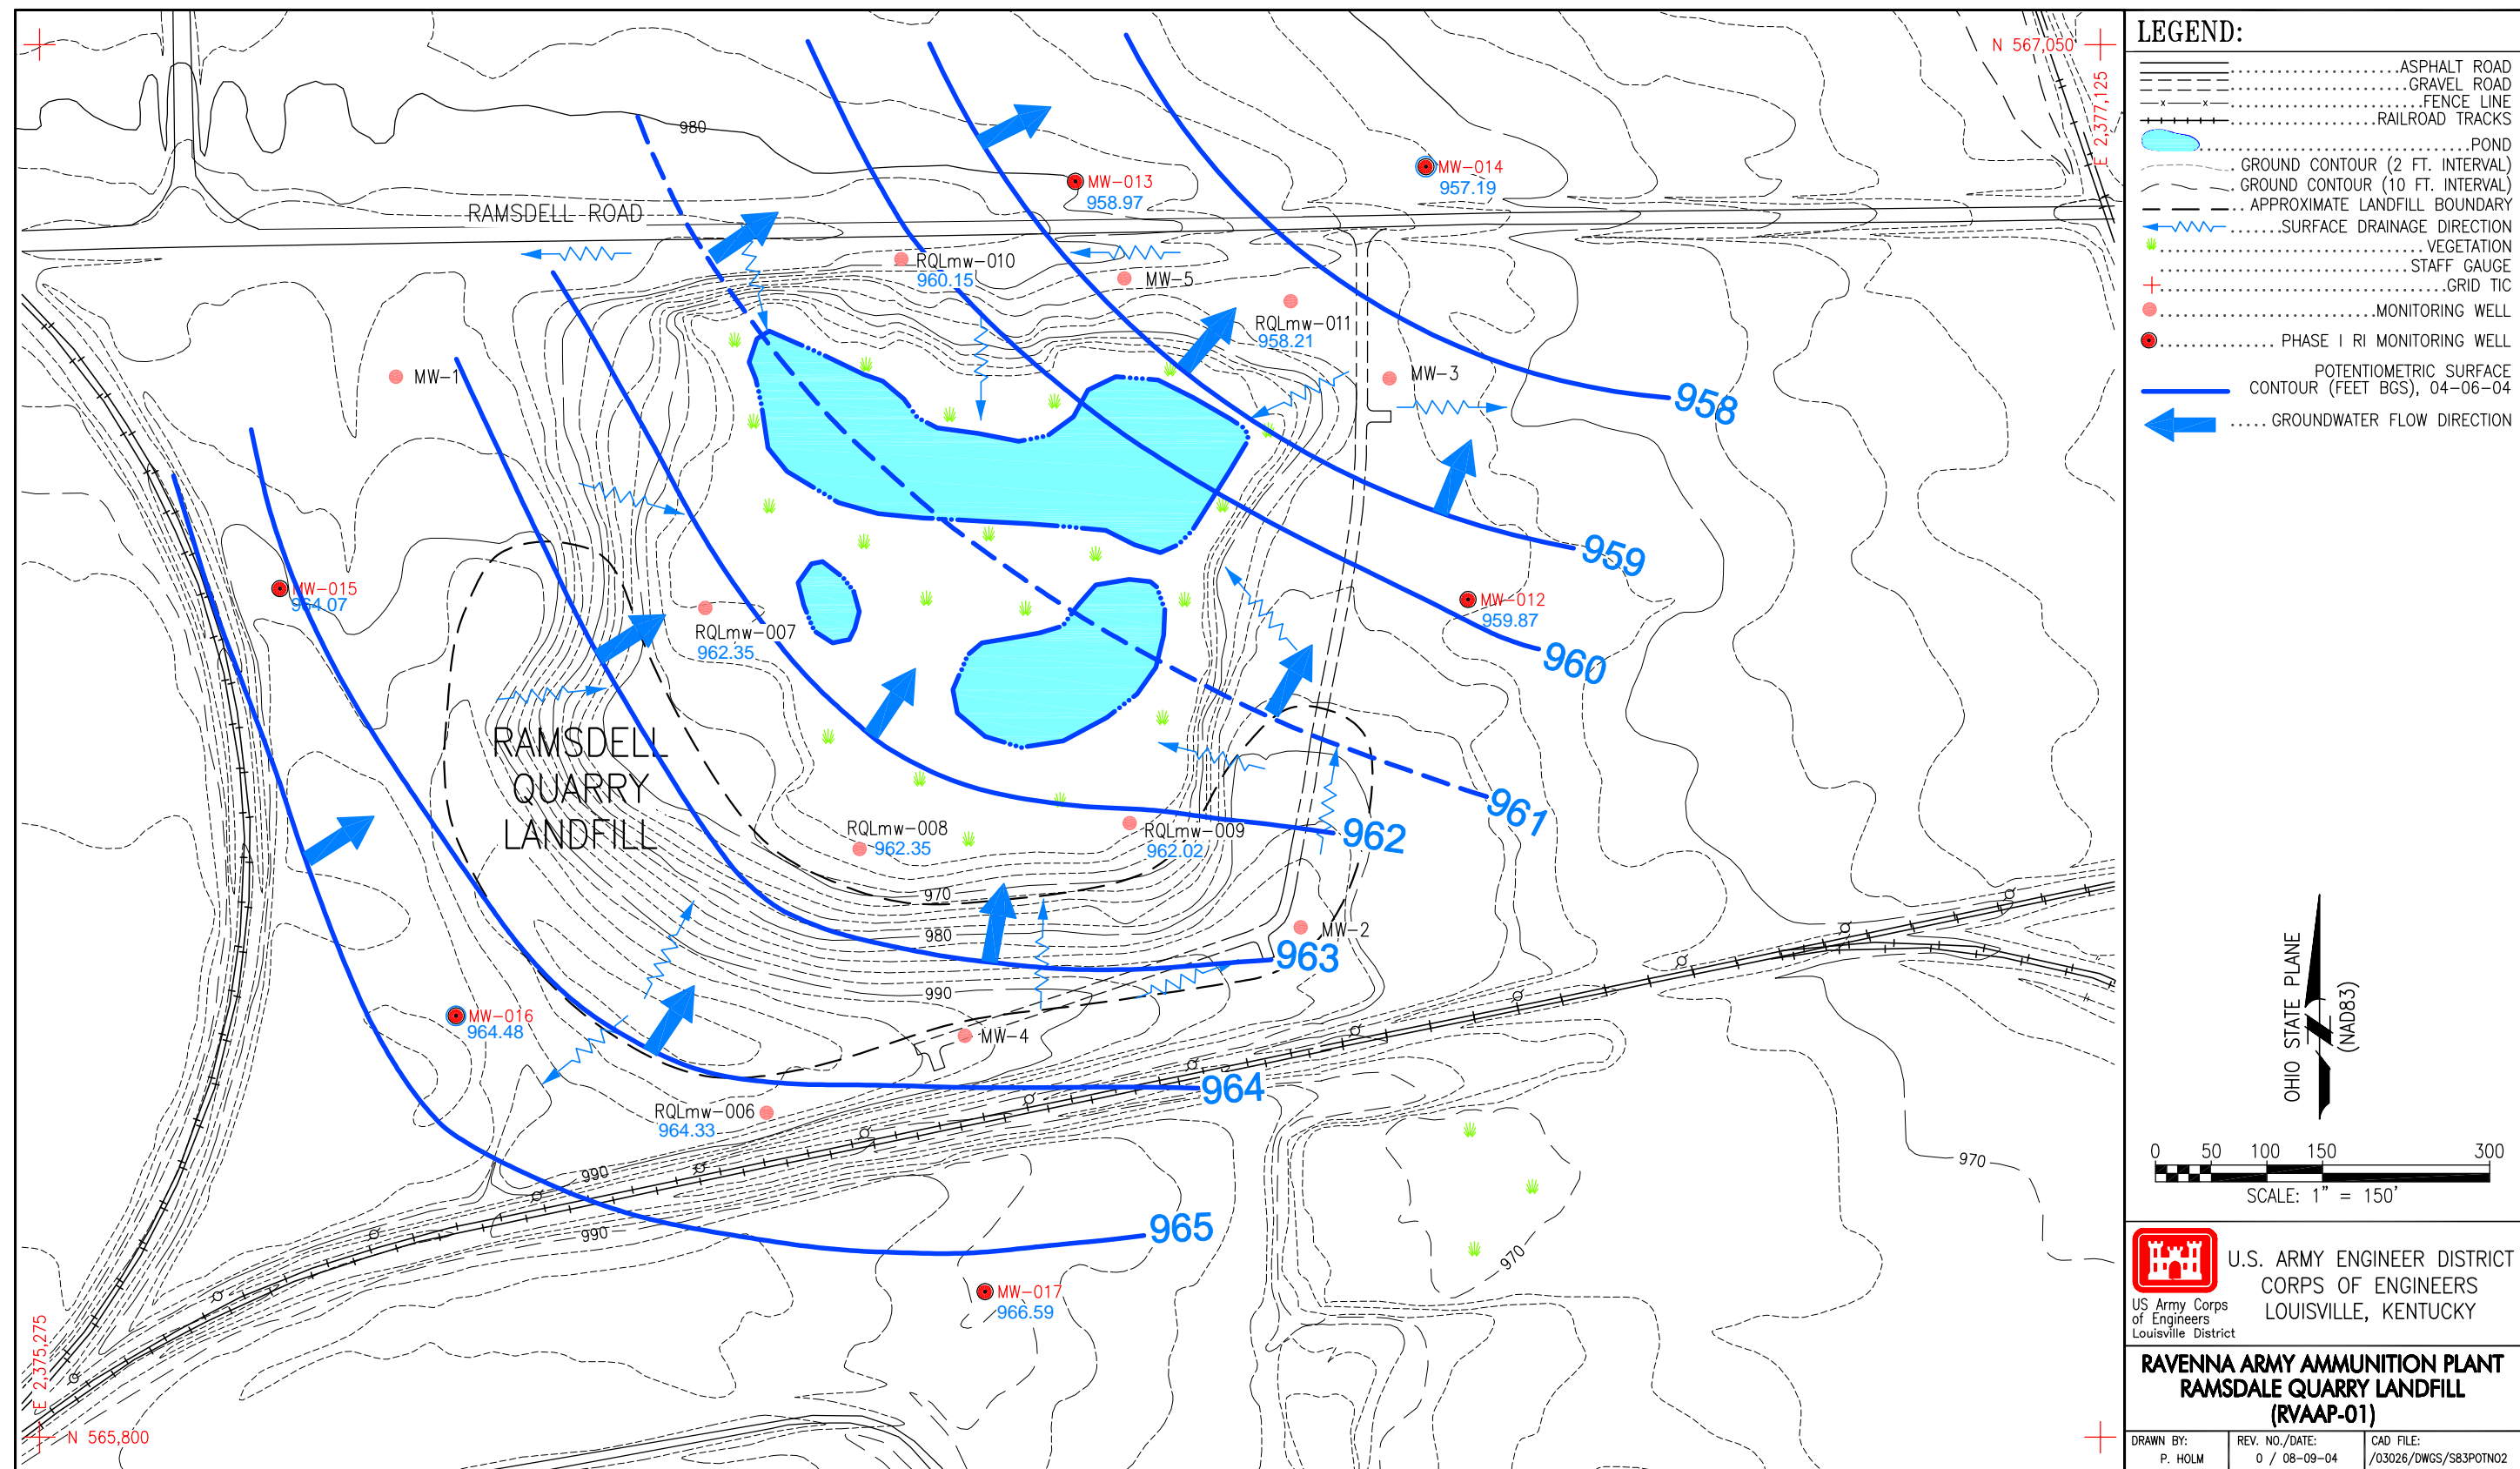 N 567,050
E 2,377,125
980
MW-013
958.97
MW-014
957.19
RAMSDELL ROAD
RQLmw-010
960.15
MW-5
RQLmw-011
958.21
MW-1
MW-3
958
959
MW-015
964.07
RQLmw-007
962.35
MW-012
959.87
960
RAMSDELL
QUARRY
LANDFILL
961
RQLmw-008
962.35
RQLmw-009
962.02
962
970
980
MW-2
963
990
MW-016
964.48
MW-4
964
RQLmw-006
964.33
990
990
965
970
970
MW-017
966.59
E 2,375,275
N 565,800
LEGEND:
ASPHALT ROAD
GRAVEL ROAD
FENCE LINE
RAILROAD TRACKS
POND
GROUND CONTOUR (2 FT. INTERVAL)
GROUND CONTOUR (10 FT. INTERVAL)
APPROXIMATE LANDFILL BOUNDARY
SURFACE DRAINAGE DIRECTION
VEGETATION
STAFF GAUGE
GRID TIC
MONITORING WELL
PHASE I RI MONITORING WELL
POTENTIOMETRIC SURFACE
CONTOUR (FEET BGS), 04-06-04
GROUNDWATER FLOW DIRECTION
OHIO STATE PLANE
(NAD83)
0 50 100 150 300
SCALE: 1" = 150'
US Army Corps
of Engineers
Louisville District
U.S. ARMY ENGINEER DISTRICT
CORPS OF ENGINEERS
LOUISVILLE, KENTUCKY
RAVENNA ARMY AMMUNITION PLANT
RAMSDALE QUARRY LANDFILL
(RVAAP-01)
DRAWN BY:
P. HOLM
REV. NO./DATE:
0 / 08-09-04
CAD FILE:
/03026/DWGS/S83POTN02